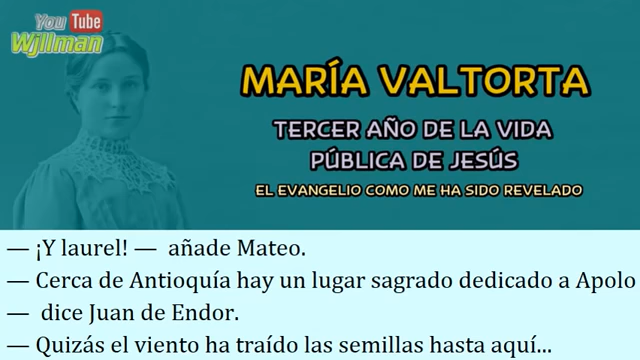 You Tube
Wjllman
MARÍA VALTORTA
TERCER AÑO DE LA VIDA
PÚBLICA DE JESÚS
EL EVANGELIO COMO ME HA SIDO REVELADO
— ¡Y laurel! — añade Mateo.
— Cerca de Antioquía hay un lugar sagrado dedicado a Apolo
— dice Juan de Endor.
— Quizás el viento ha traído las semillas hasta aquí...